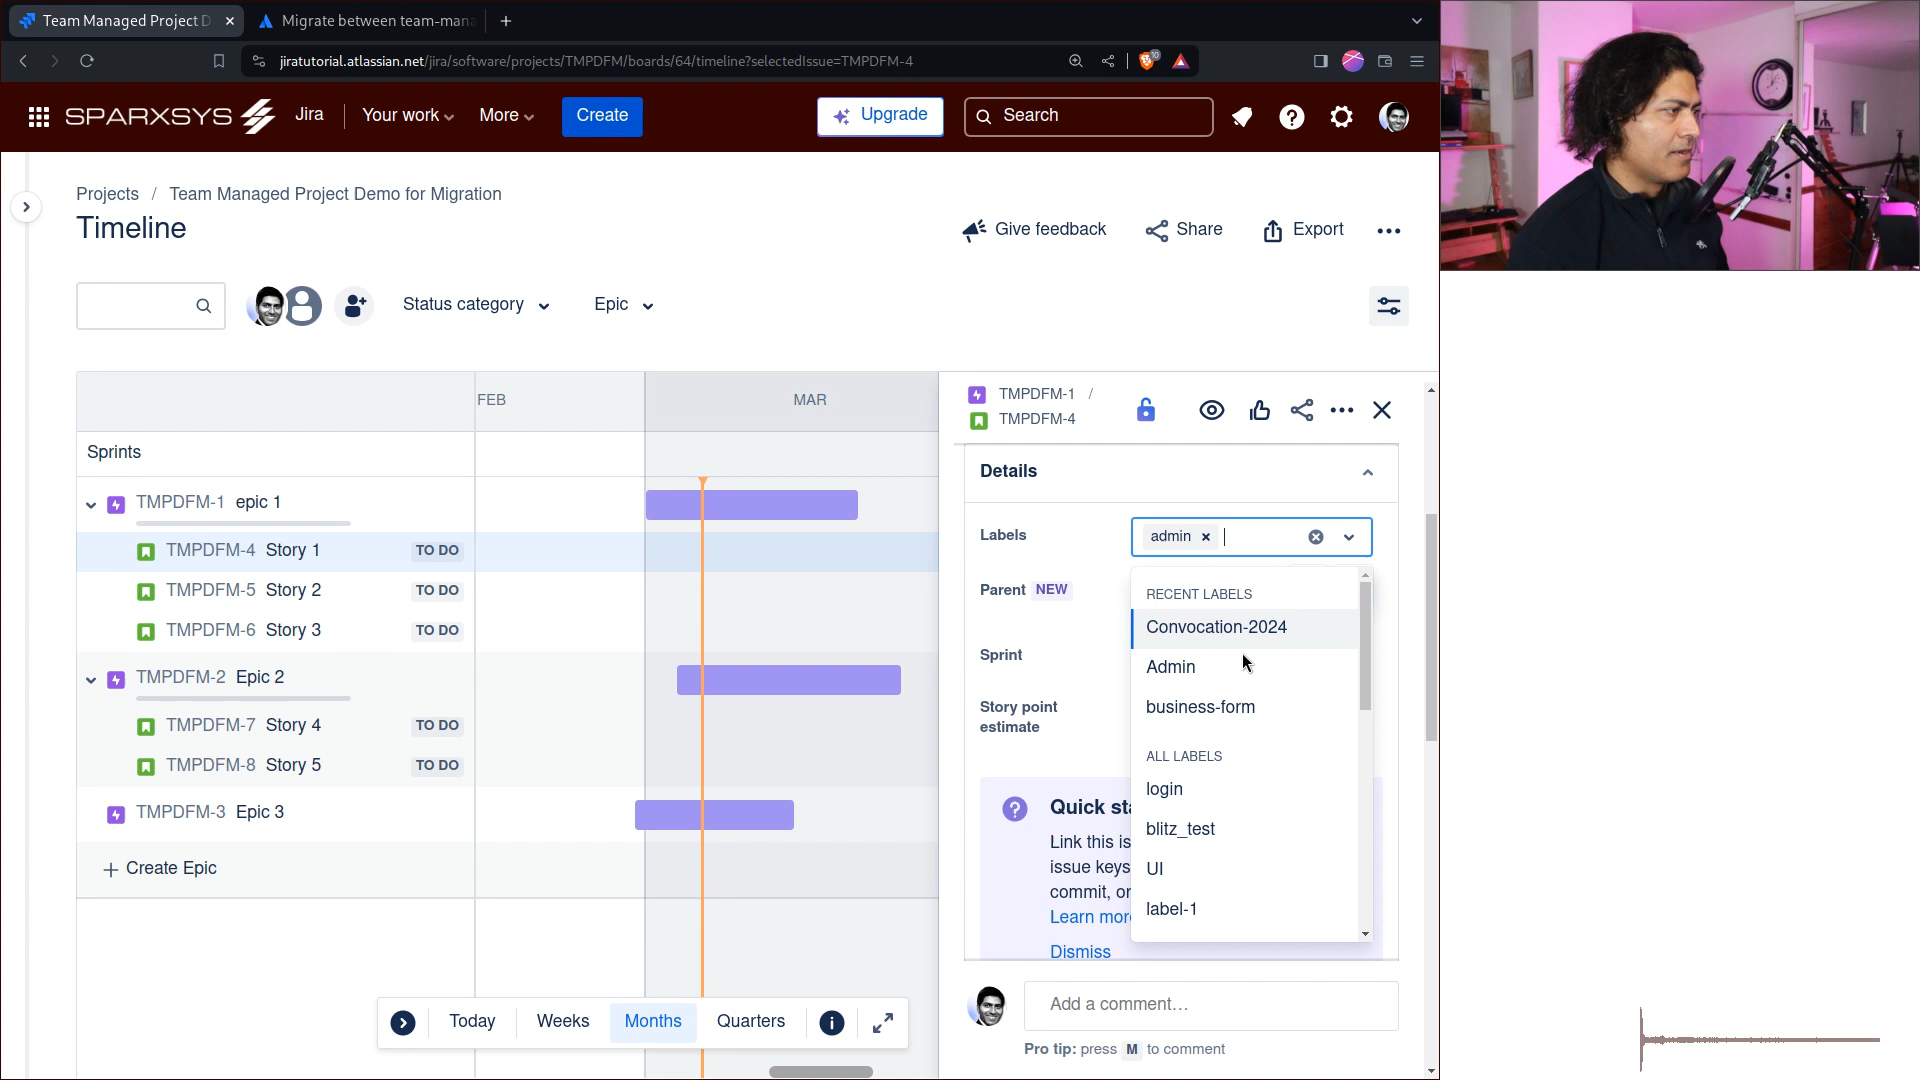 Team Managed Project D
Migrate between team-mana
jiratutorial.atlassian.net/jira/software/projects/TMPDFM/boards/64/timeline?selectedIssue=TMPDFM-4
10
SPARXSYS
Jira
Your work
More
Create
Upgrade
Search
Projects / Team Managed Project Demo for Migration
Timeline
Give feedback
Share
Export
Status category
Epic
FEB
MAR
Sprints
TMPDFM-1 epic 1
TMPDFM-4 Story 1 TO DO
TMPDFM-5 Story 2 TO DO
TMPDFM-6 Story 3 TO DO
TMPDFM-2 Epic 2
TMPDFM-7 Story 4 TO DO
TMPDFM-8 Story 5 TO DO
TMPDFM-3 Epic 3
+ Create Epic
Today
Weeks
Months
Quarters
TMPDFM-1 /
TMPDFM-4
Details
Labels
admin
Parent NEW
Sprint
Story point
estimate
RECENT LABELS
Convocation-2024
Admin
business-form
ALL LABELS
login
blitz_test
UI
label-1
Quick sta
Link this is
issue keys
commit, or
Learn mor
Dismiss
Add a comment…
Pro tip: press M to comment